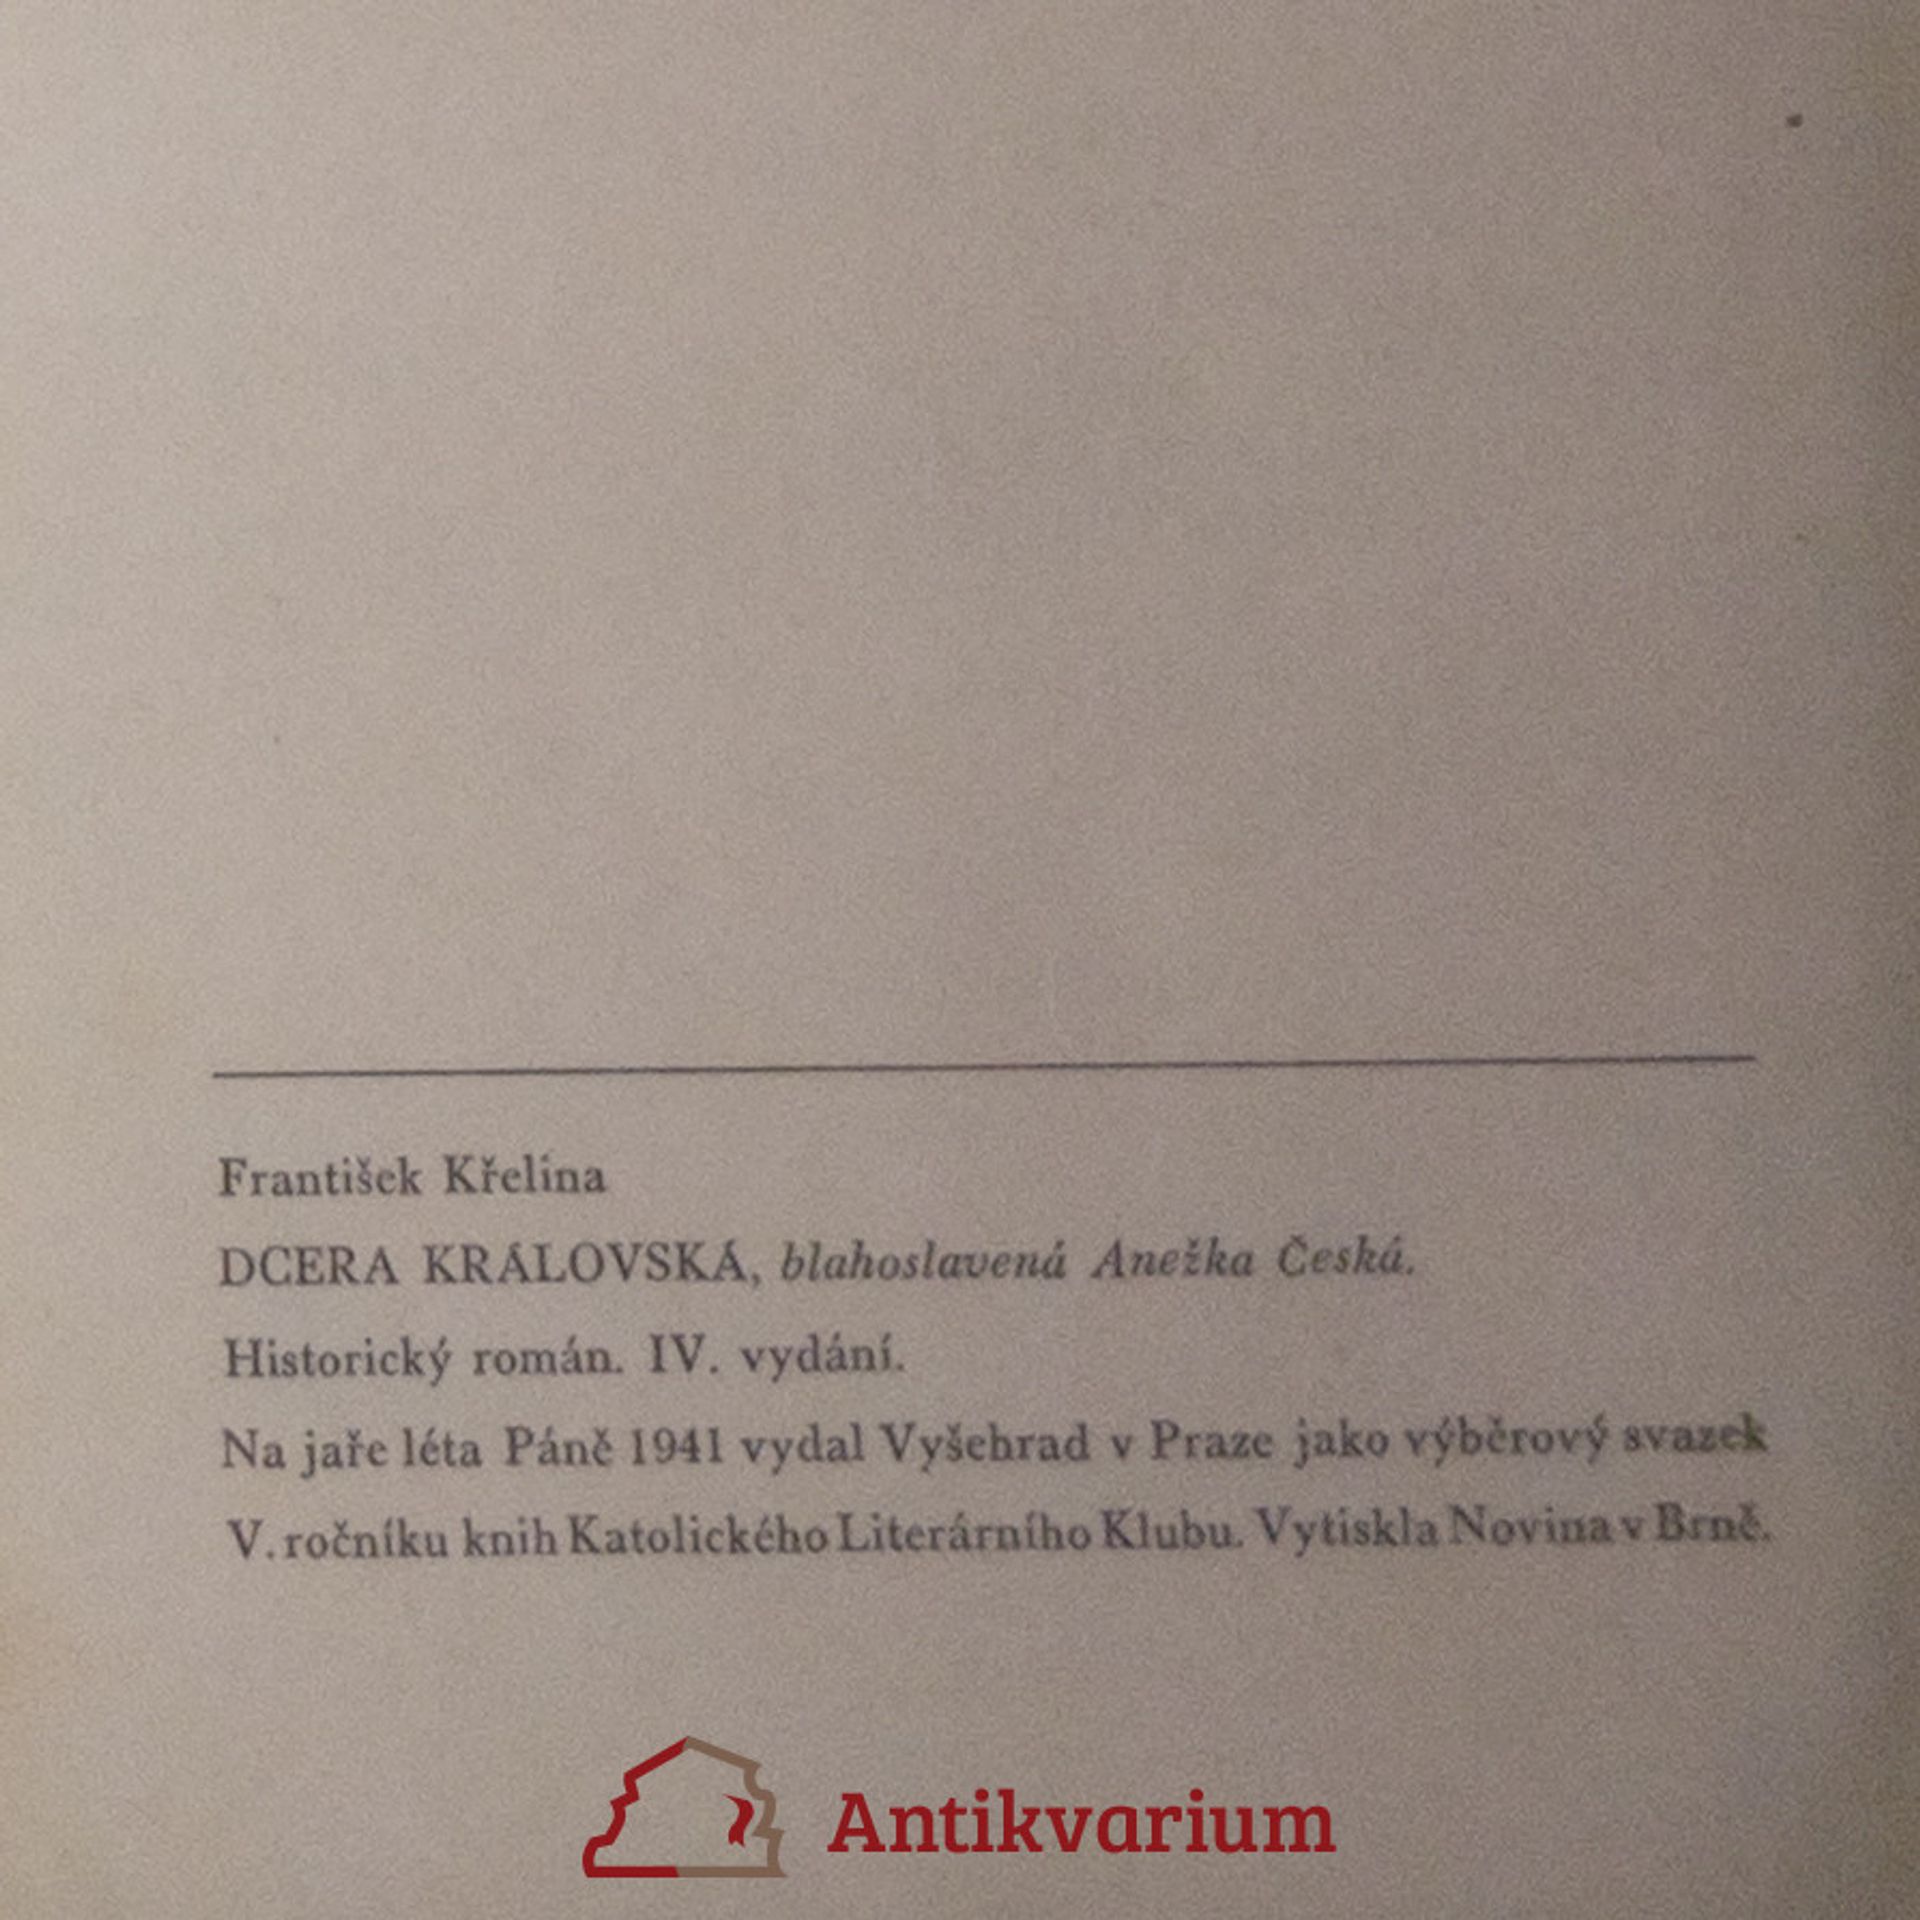 František Křelina
DCERA KRÁLOVSKÁ, blahoslavená Anežka Česká.
Historický román. IV. vydání.
Na jaře léta Páně 1941 vydal Vyšehrad v Praze jako výběrový svazek
V. ročníku knih Katolického Literárního Klubu. Vytiskla Novina v Brně.
Antikvarium